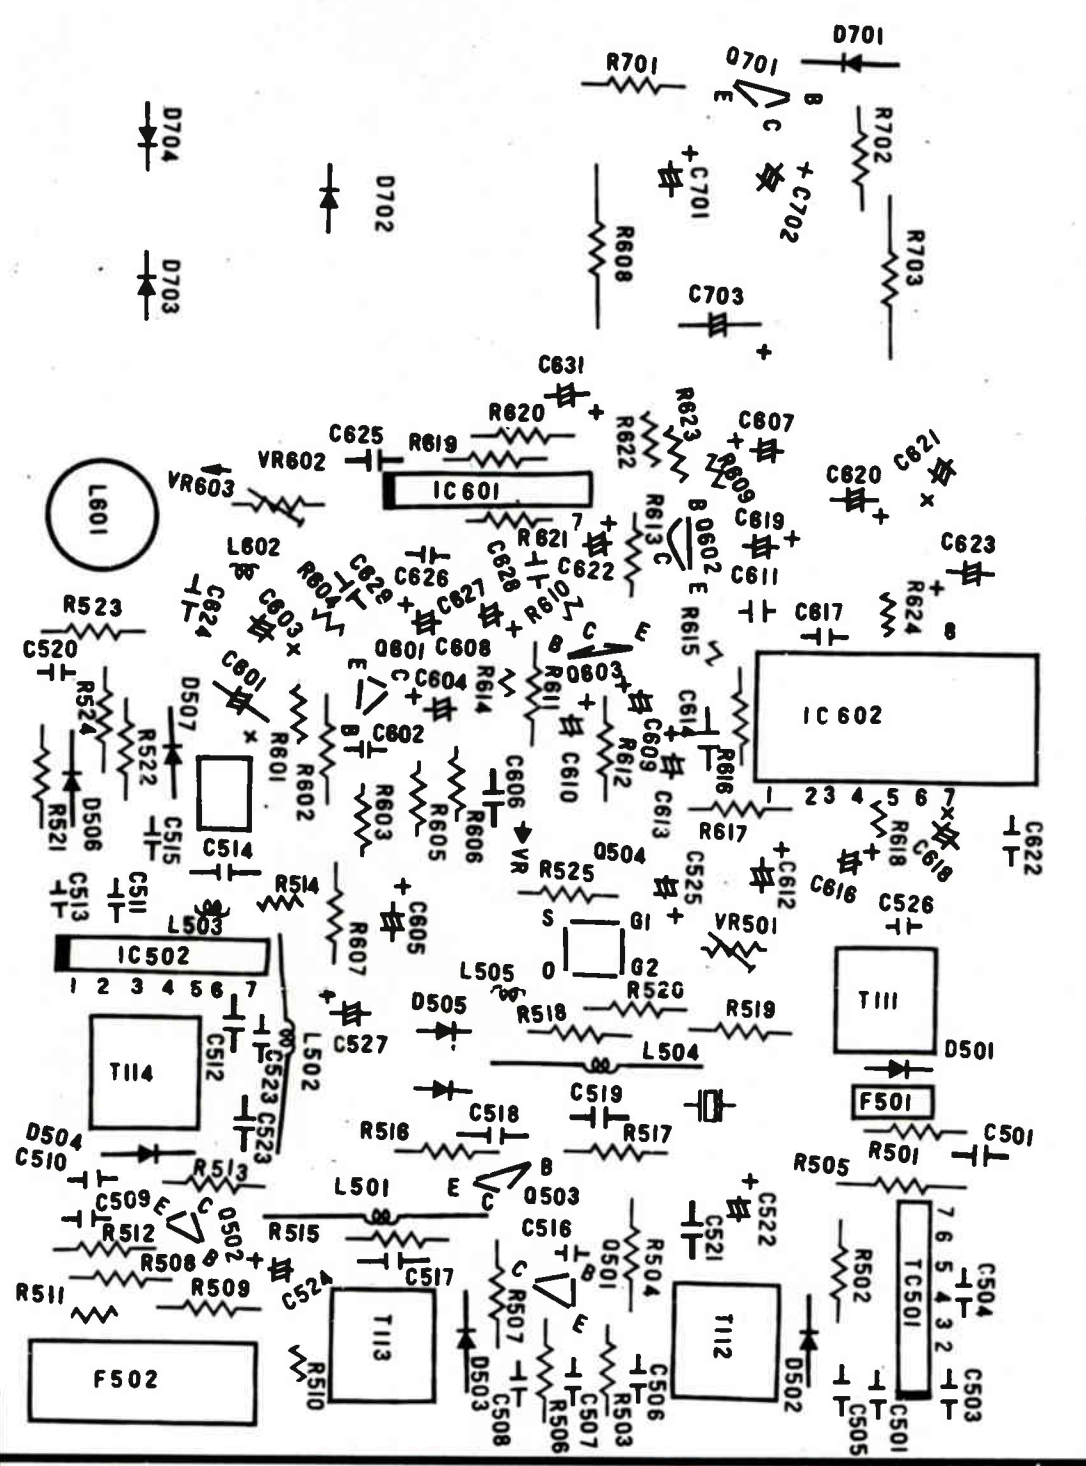 D701
R701
Q701
E
B
C
R702
D704
D702
C701
C702
R608
R703
D703
C703
C631
R620
R623
C607
C625
R619
R622
C621
VR602
VR603
R609
C620
IC601
L601
B
R613
Q602
C619
R621
7
C
C623
L602
C628
C622
E
C611
C626
R604
C629
C627
R610
R624
C624
C603
R615
C617
8
R523
C
E
B
C520
Q601
C608
Q603
E
C
C601
C604
R614
R611
C614
IC602
R524
D507
B
C602
R522
R601
R602
C610
R612
C609
R616
C606
1
2 3
4
5
6
7
R521
D506
C515
R603
R605
R606
C613
R617
R618
C618
C622
C514
VR
Q504
C513
C511
R514
R525
C525
C612
C616
C526
L503
C605
S
G1
VR501
R607
IC502
L505
D
G2
T111
1 2 3 4 5 6 7
R520
D505
R518
R519
C527
C512
C523
L502
L504
D501
T114
C519
F501
C518
C523
R516
R517
D504
C501
C510
R501
R513
R505
B
L501
E
C
Q503
C509
E
C
R512
Q502
R515
C516
C522
7
B
R508
C521
6
C517
C
B
Q501
R504
R502
5
C504
R511
R509
C524
TC501
4
R507
E
3
T113
T112
2
F502
R510
D503
C508
R506
C507
R503
C506
D502
C505
C501
C503